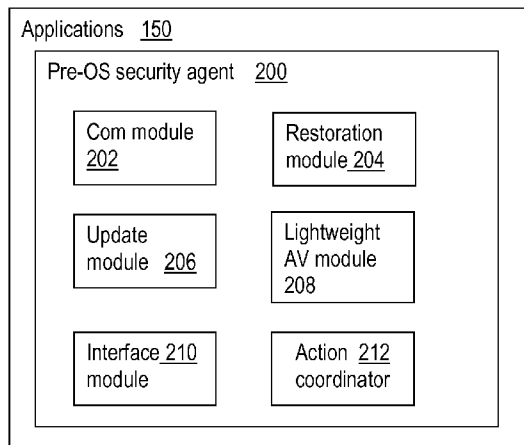 Applications 150
Pre-OS security agent 200
Com module
202
Restoration
module 204
Update
module 206
Lightweight
AV module
208
Interface 210
module
Action 212
coordinator